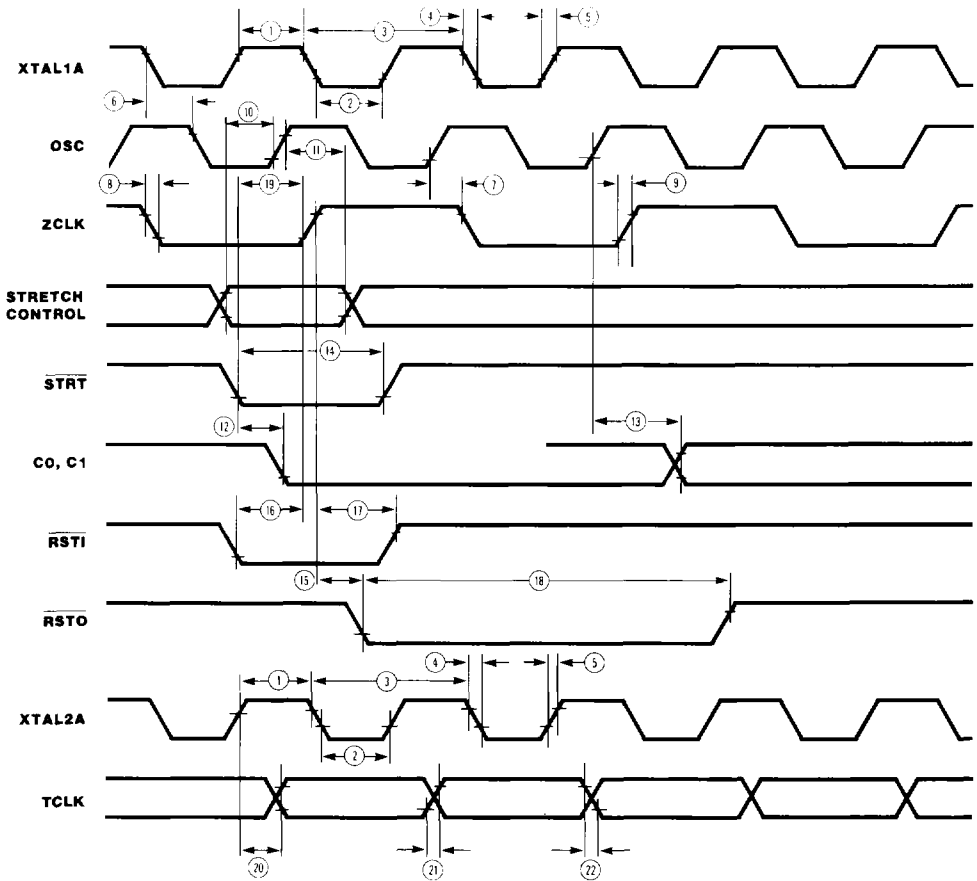 1
3
4
5
XTAL1A
2
6
10
OSC
11
8
19
7
9
ZCLK
STRETCH
CONTROL
14
STRT
12
13
C0, C1
16
17
RSTI
15
18
RSTO
4
5
1
3
XTAL2A
2
TCLK
20
21
22